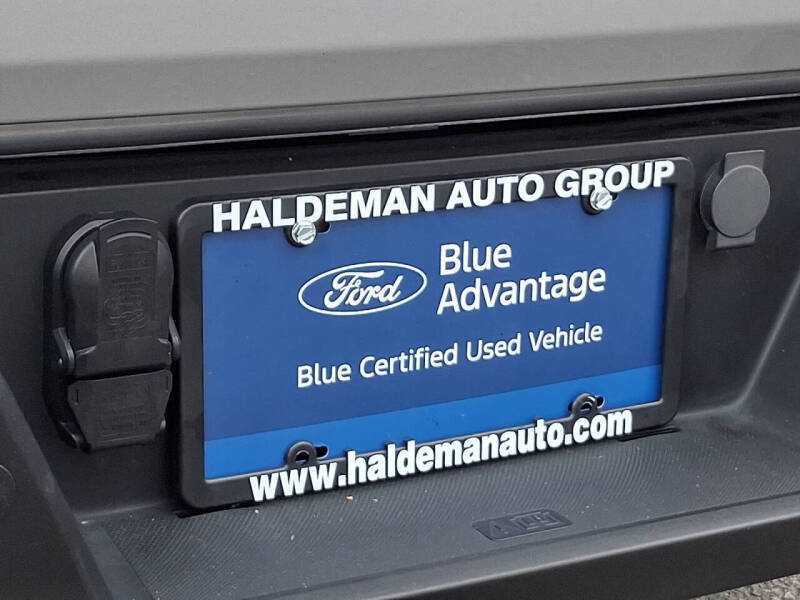 HALDEMAN AUTO GROUP
Ford
Blue
Advantage
Blue Certified Used Vehicle
www.haldemanauto.com